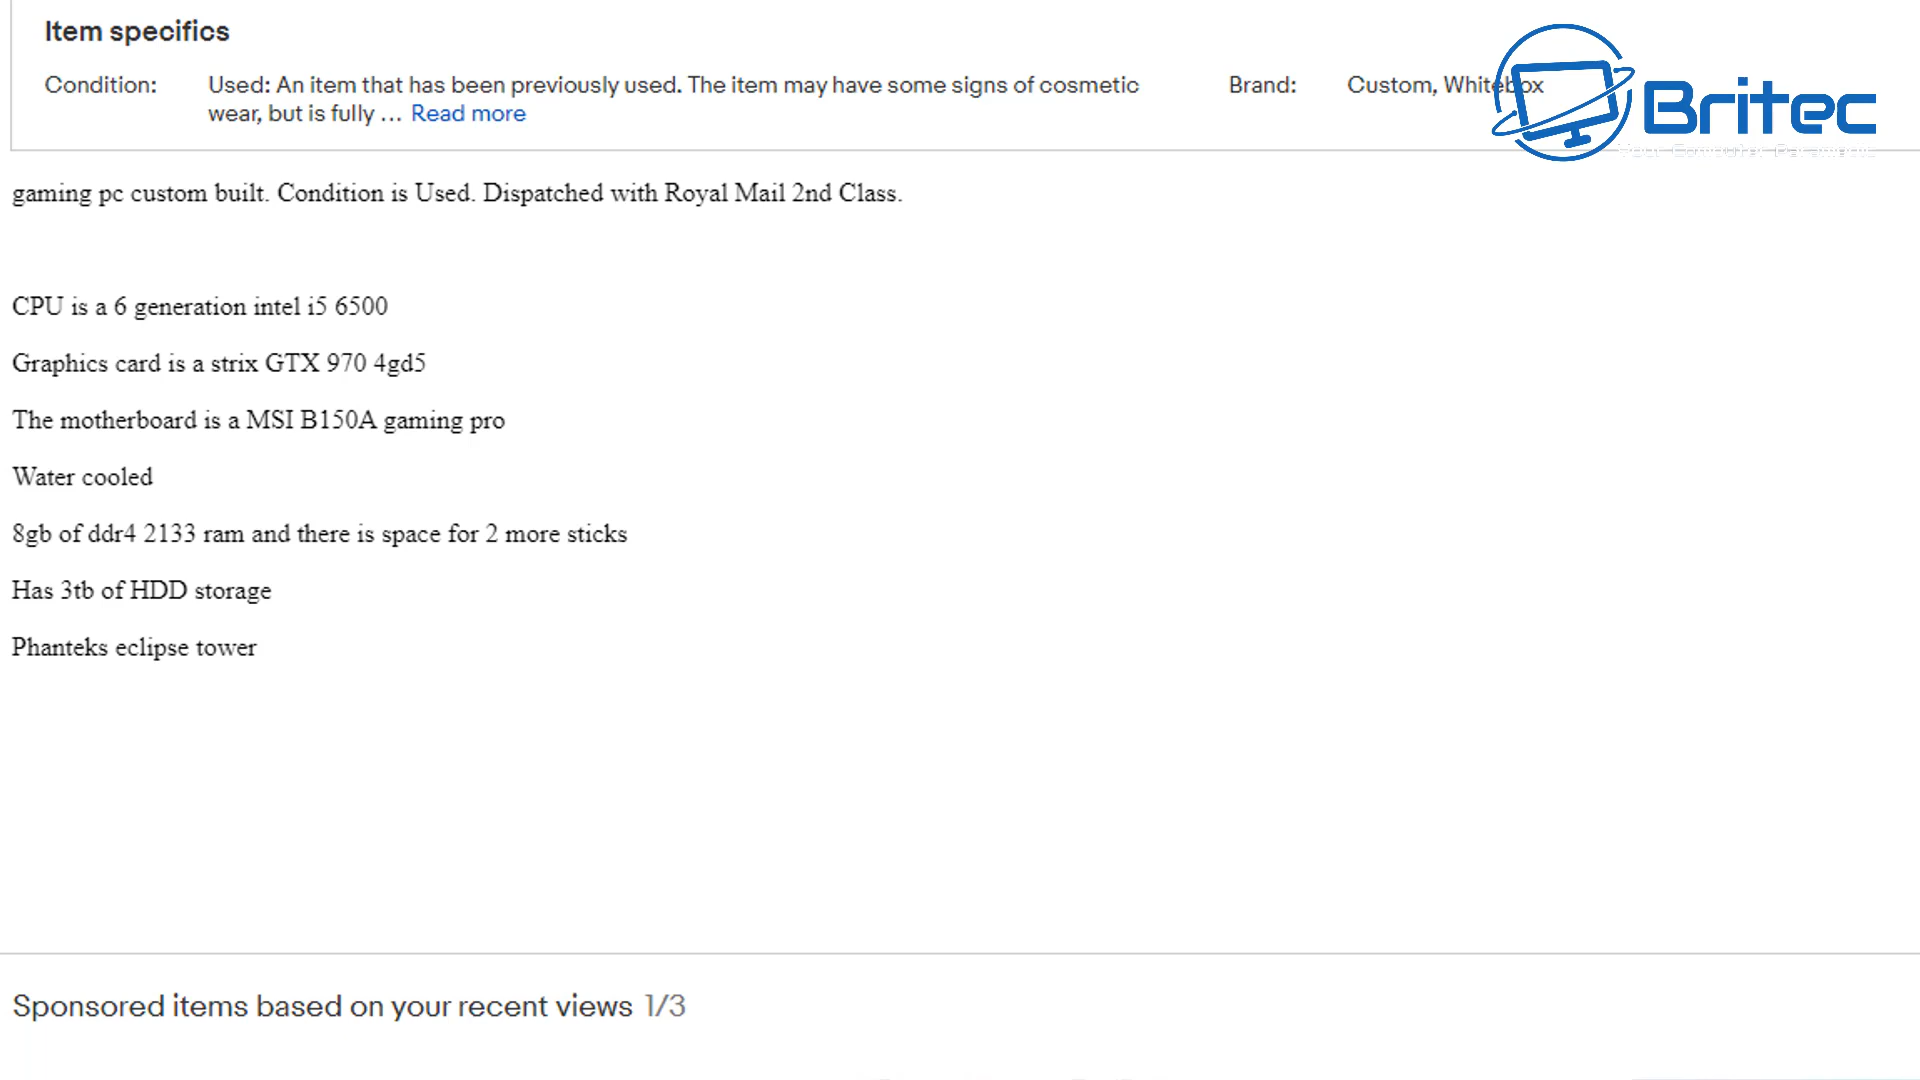 Item specifics
Condition: Used: An item that has been previously used. The item may have some signs of cosmetic Brand: Custom, Whitebox
wear, but is fully ... Read more
Britec
gaming pc custom built. Condition is Used. Dispatched with Royal Mail 2nd Class.
CPU is a 6 generation intel i5 6500
Graphics card is a strix GTX 970 4gd5
The motherboard is a MSI B150A gaming pro
Water cooled
8gb of ddr4 2133 ram and there is space for 2 more sticks
Has 3tb of HDD storage
Phanteks eclipse tower
Sponsored items based on your recent views 1/3